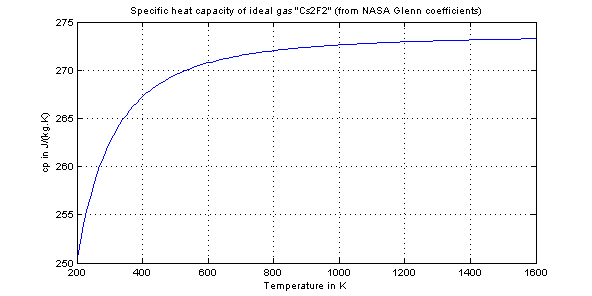 Specific heat capacity of ideal gas "Cs2F2" (from NASA Glenn coefficients)
275
270
265
260
255
250
cp in J/(kg.K)
200 400 600 800 1000 1200 1400 1600
Temperature in K